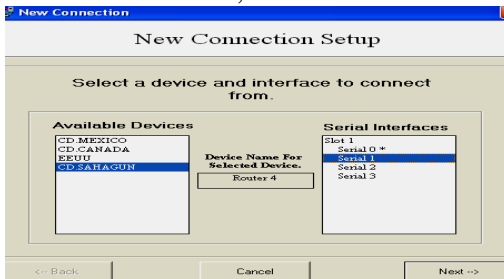 New Connection
New Connection Setup
Select a device and interface to connect
from.
Available Devices
CD.MEXICO
CD.CANADA
EEUU
CD.SAHAGUN
Device Name For
Selected Device.
Router 4
Serial Interfaces
Slot 1
Serial 0 *
Serial 1
Serial 2
Serial 3
<-- Back
Cancel
Next -->